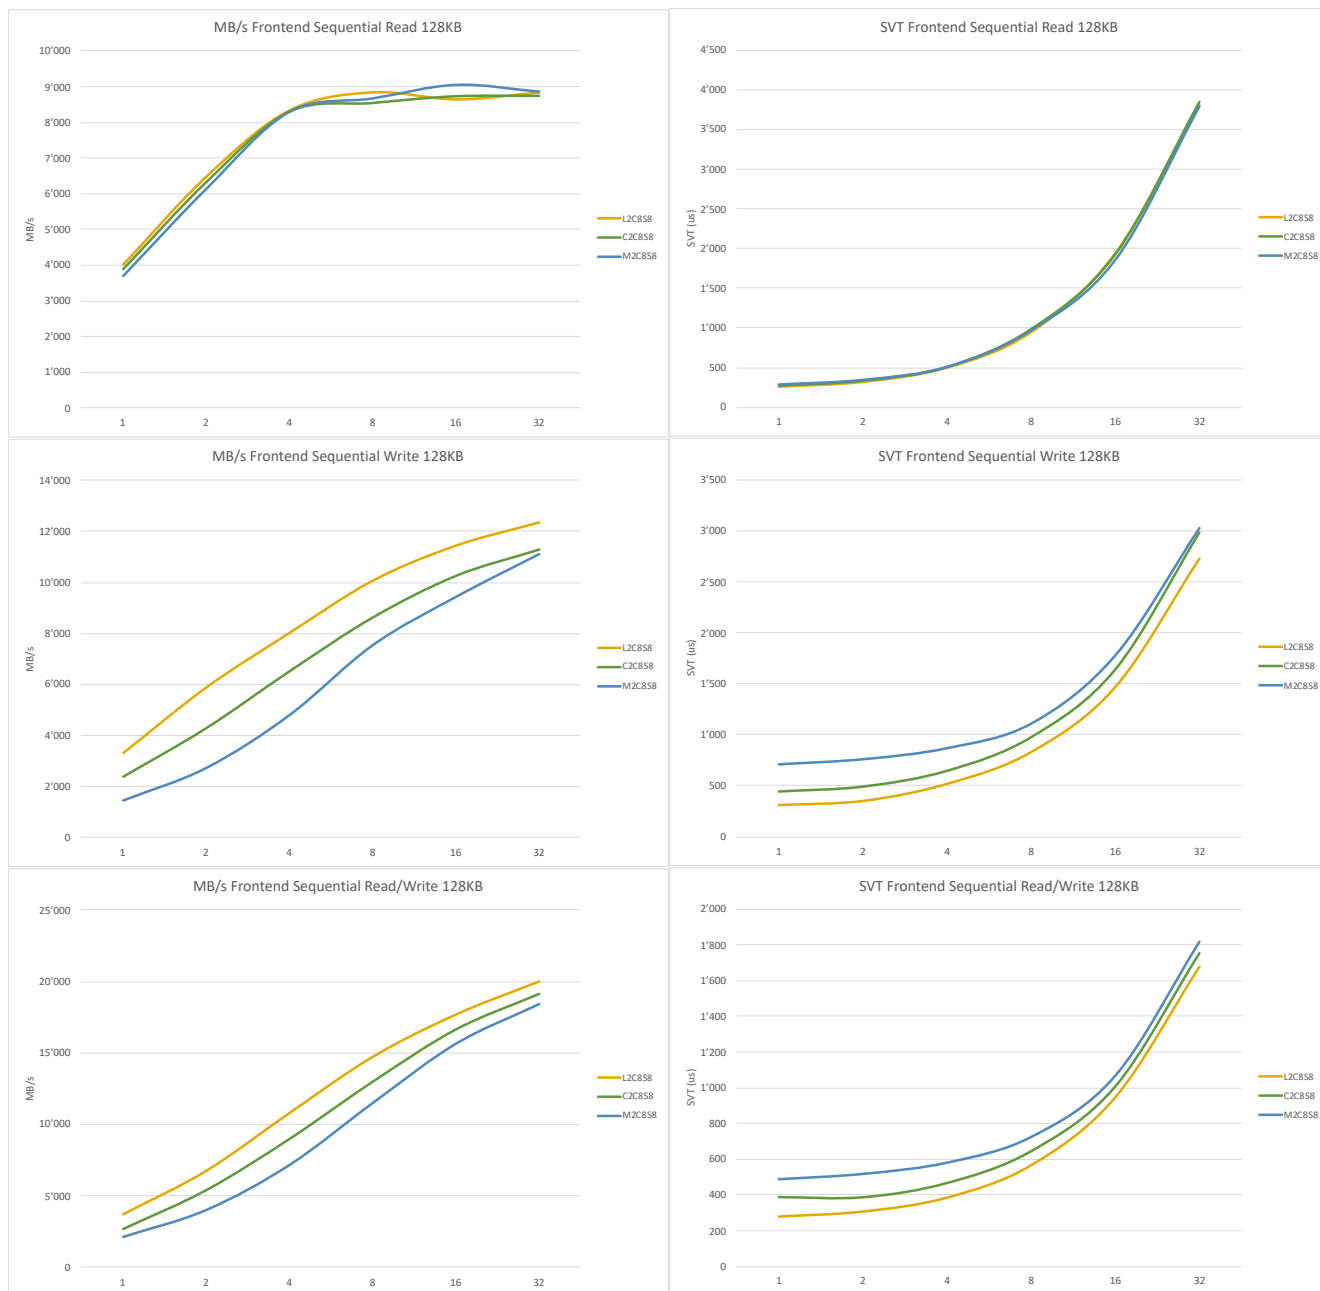 MB/s Frontend Sequential Read 128KB
10’000
9’000
8’000
7’000
6’000
5’000
4’000
3’000
2’000
1’000
0
MB/s
1 2 4 8 16 32
L2C8S8
C2C8S8
M2C8S8
SVT Frontend Sequential Read 128KB
4’500
4’000
3’500
3’000
2’500
2’000
1’500
1’000
500
0
SVT (us)
1 2 4 8 16 32
L2C8S8
C2C8S8
M2C8S8
MB/s Frontend Sequential Write 128KB
14’000
12’000
10’000
8’000
6’000
4’000
2’000
0
MB/s
1 2 4 8 16 32
L2C8S8
C2C8S8
M2C8S8
SVT Frontend Sequential Write 128KB
3’500
3’000
2’500
2’000
1’500
1’000
500
0
SVT (us)
1 2 4 8 16 32
L2C8S8
C2C8S8
M2C8S8
MB/s Frontend Sequential Read/Write 128KB
25’000
20’000
15’000
10’000
5’000
0
MB/s
1 2 4 8 16 32
L2C8S8
C2C8S8
M2C8S8
SVT Frontend Sequential Read/Write 128KB
2’000
1’800
1’600
1’400
1’200
1’000
800
600
400
200
0
SVT (us)
1 2 4 8 16 32
L2C8S8
C2C8S8
M2C8S8